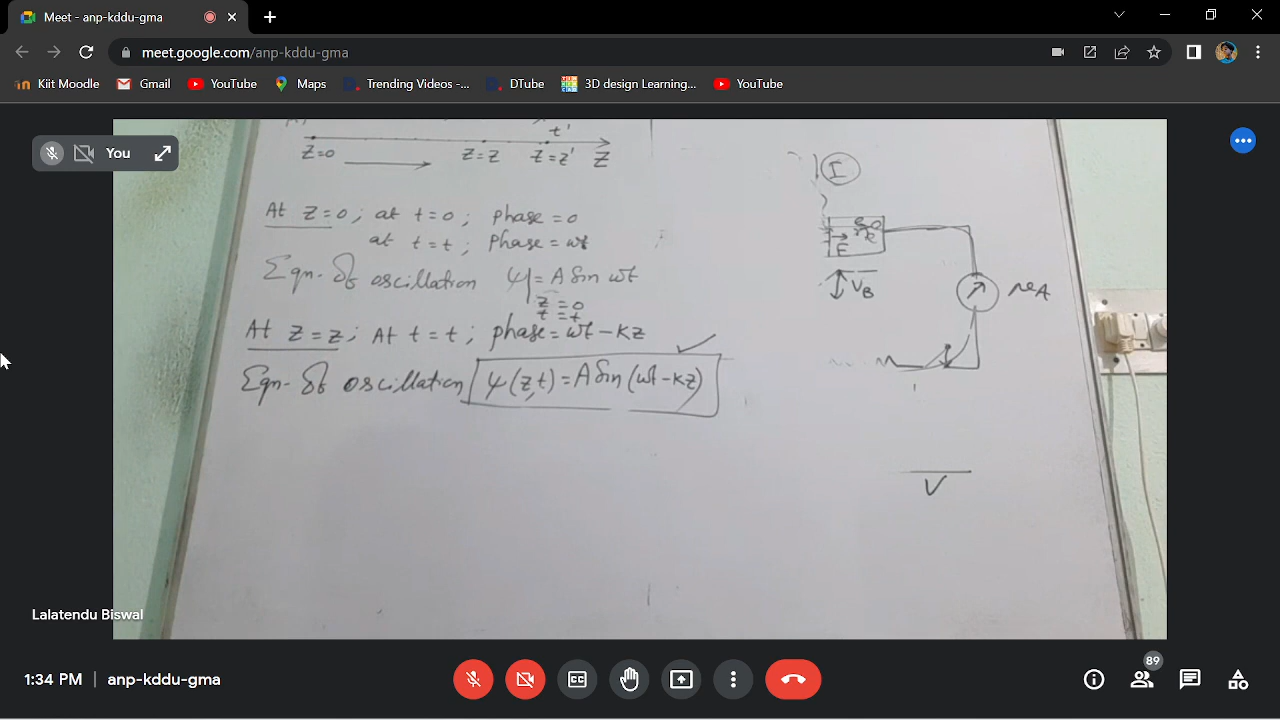 Meet - anp-kddu-gma
meet.google.com/anp-kddu-gma
Kiit Moodle
Gmail
YouTube
Maps
Trending Videos -...
DTube
3D design Learning...
YouTube
You
t'
Z=0
Z=Z
Z=Z'
Z
At Z=0; at t=0; phase=0
at t=t; phase=ωt
Eqn. of oscillation ψ|=A Sin ωt
z=0
t=t
At Z=Z; At t=t; phase=ωt-KZ
Eqn. of oscillation ψ(z,t)=A Sin(ωt-KZ)
I
E
VB
μA
V
Lalatendu Biswal
1:34 PM | anp-kddu-gma
89